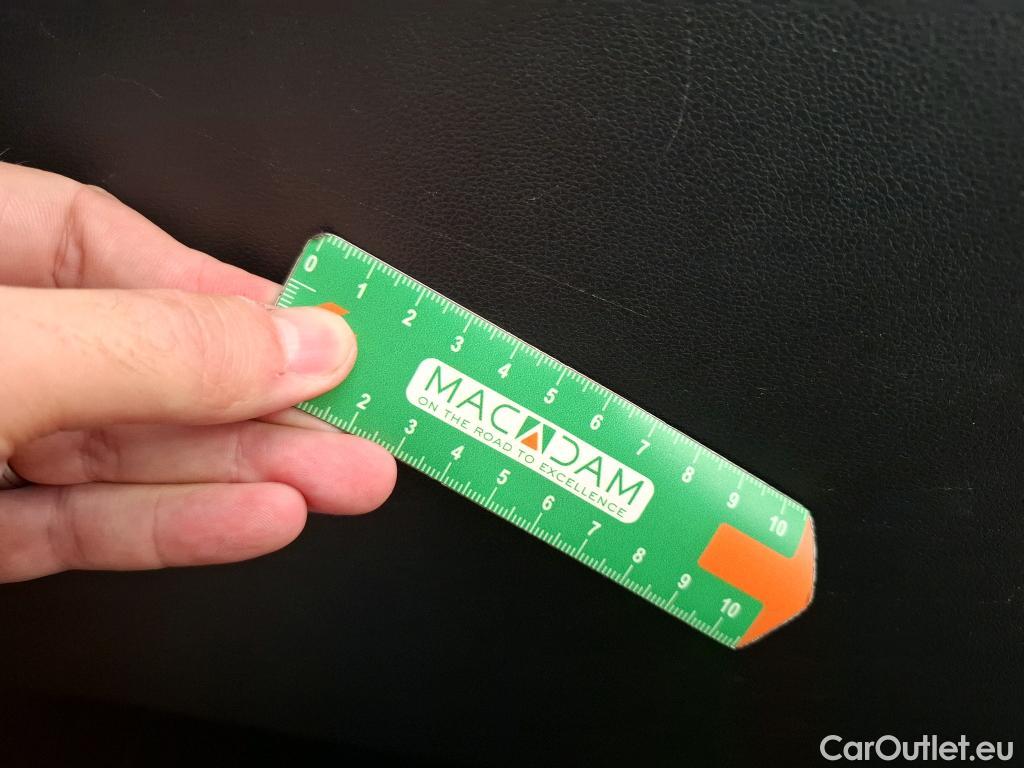 0 1 2 3 4 5 6 7 8 9 10
MACADAM
ON THE ROAD TO EXCELLENCE
2 3 4 5 6 7 8 9 10
CarOutlet.eu